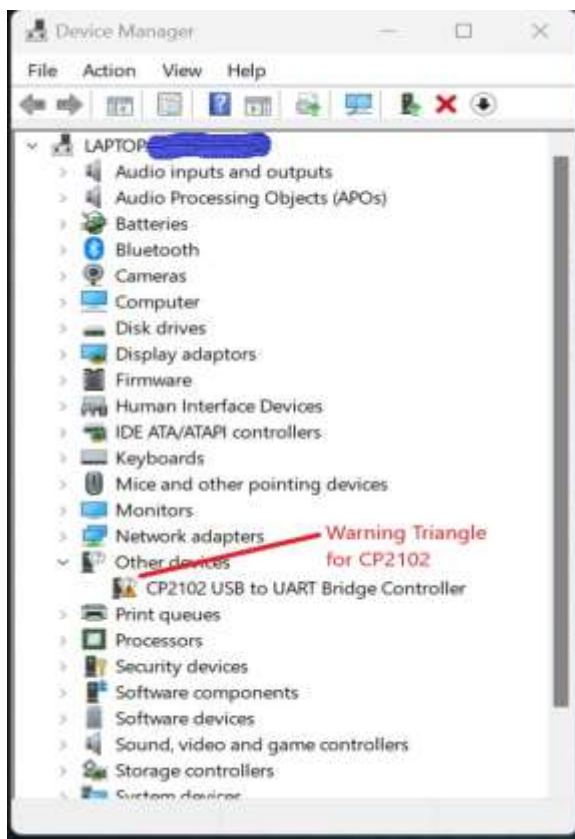 Device Manager
File Action View Help
LAPTOP
Audio inputs and outputs
Audio Processing Objects (APOs)
Batteries
Bluetooth
Cameras
Computer
Disk drives
Display adaptors
Firmware
Human Interface Devices
IDE ATA/ATAPI controllers
Keyboards
Mice and other pointing devices
Monitors
Network adapters
Warning Triangle
for CP2102
Other devices
CP2102 USB to UART Bridge Controller
Print queues
Processors
Security devices
Software components
Software devices
Sound, video and game controllers
Storage controllers
System devices